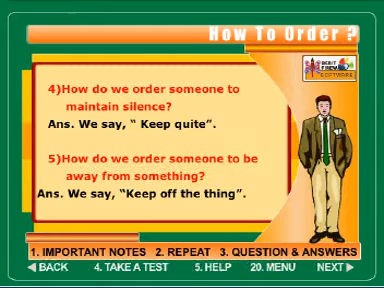 How To Order ?
4)How do we order someone to
maintain silence?
Ans. We say, “ Keep quite”.
5)How do we order someone to be
away from something?
Ans. We say, “Keep off the thing”.
SOFTWARE
1. IMPORTANT NOTES 2. REPEAT 3. QUESTION & ANSWERS
BACK 4. TAKE A TEST 5. HELP 20. MENU NEXT